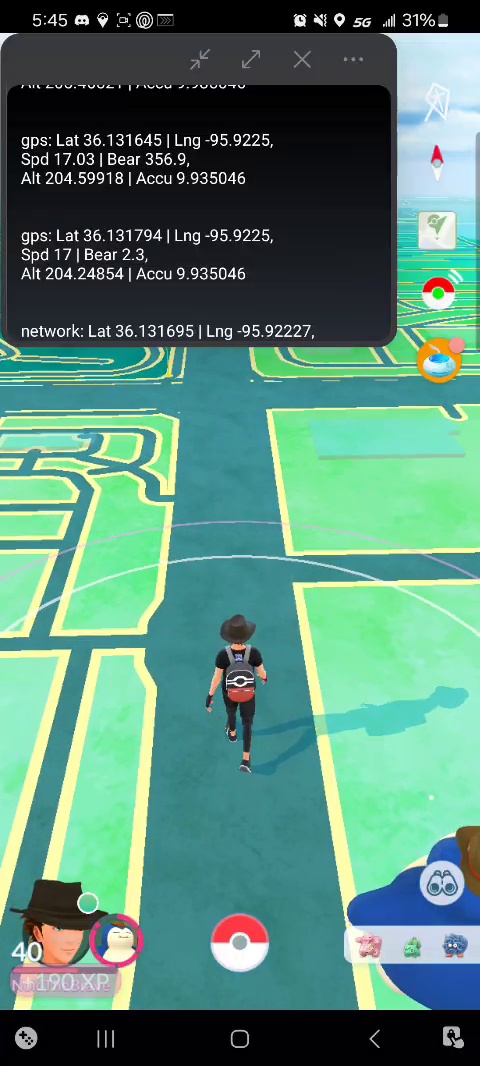 5:45
5G
31%
gps: Lat 36.131645 | Lng -95.9225,
Spd 17.03 | Bear 356.9,
Alt 204.59918 | Accu 9.935046
gps: Lat 36.131794 | Lng -95.9225,
Spd 17 | Bear 2.3,
Alt 204.24854 | Accu 9.935046
network: Lat 36.131695 | Lng -95.92227,
40
+190 XP